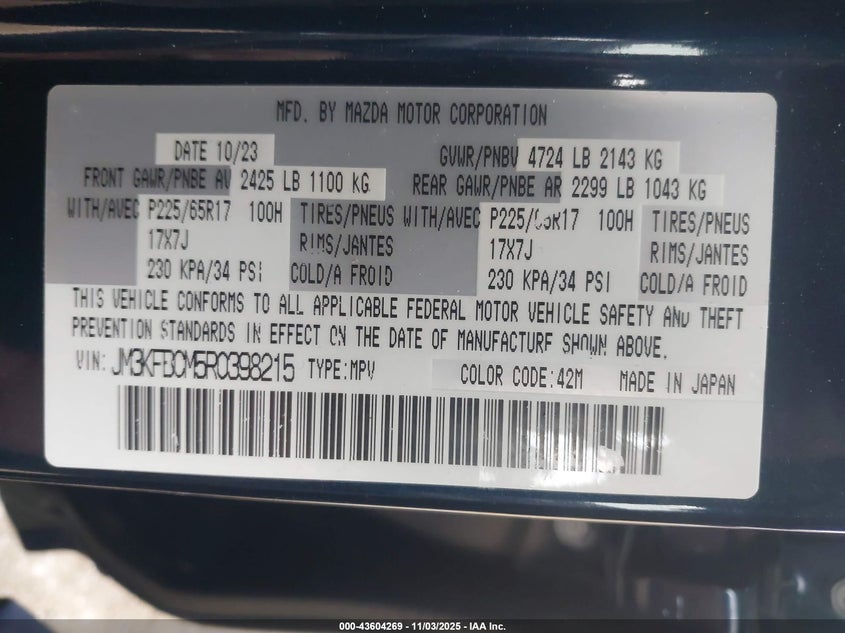 MFD. BY MAZDA MOTOR CORPORATION
DATE 10/23 GVWR/PNBV 4724 LB 2143 KG
FRONT GAWR/PNBE AV 2425 LB 1100 KG REAR GAWR/PNBE AR 2299 LB 1043 KG
WITH/AVEC P225/65R17 100H TIRES/PNEUS WITH/AVEC P225/65R17 100H TIRES/PNEUS
17X7J RIMS/JANTES 17X7J RIMS/JANTES
230 KPA/34 PSI COLD/A FROID 230 KPA/34 PSI COLD/A FROID
THIS VEHICLE CONFORMS TO ALL APPLICABLE FEDERAL MOTOR VEHICLE SAFETY AND THEFT
PREVENTION STANDARDS IN EFFECT ON THE DATE OF MANUFACTURE SHOWN ABOVE.
VIN: JM3KFBCM5R0398215 TYPE:MPV COLOR CODE:42M MADE IN JAPAN
000-43604269 - 11/03/2025 - IAA Inc.